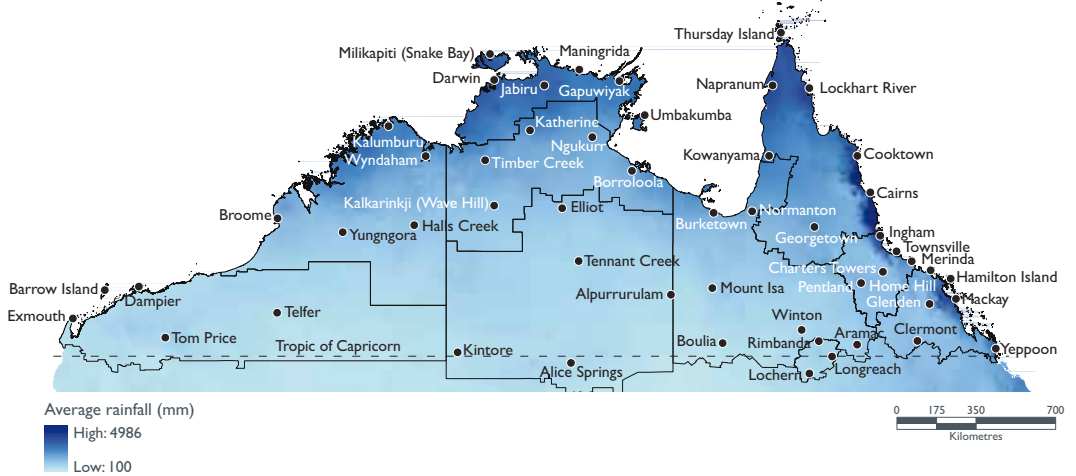 Thursday Island
Milikapiti (Snake Bay)
Maningrida
Darwin
Jabiru
Gapuwiyak
Napranum
Lockhart River
Umbakumba
Katherine
Kalumburu
Ngukurr
Wyndaham
Timber Creek
Kowanyama
Cooktown
Borroloola
Cairns
Kalkarinkji (Wave Hill)
Elliot
Broome
Halls Creek
Yungngora
Burketown
Normanton
Georgetown
Ingham
Townsville
Merinda
Tennant Creek
Charters Towers
Hamilton Island
Barrow Island
Dampier
Alpurrurulam
Mount Isa
Pentland
Home Hill
Glenden
Mackay
Exmouth
Telfer
Winton
Tom Price
Tropic of Capricorn
Kintore
Boulia
Rimbanda
Aramac
Clermont
Yeppoon
Alice Springs
Lochern
Longreach
Average rainfall (mm)
High: 4986
Low: 100
0 175 350 700
Kilometres